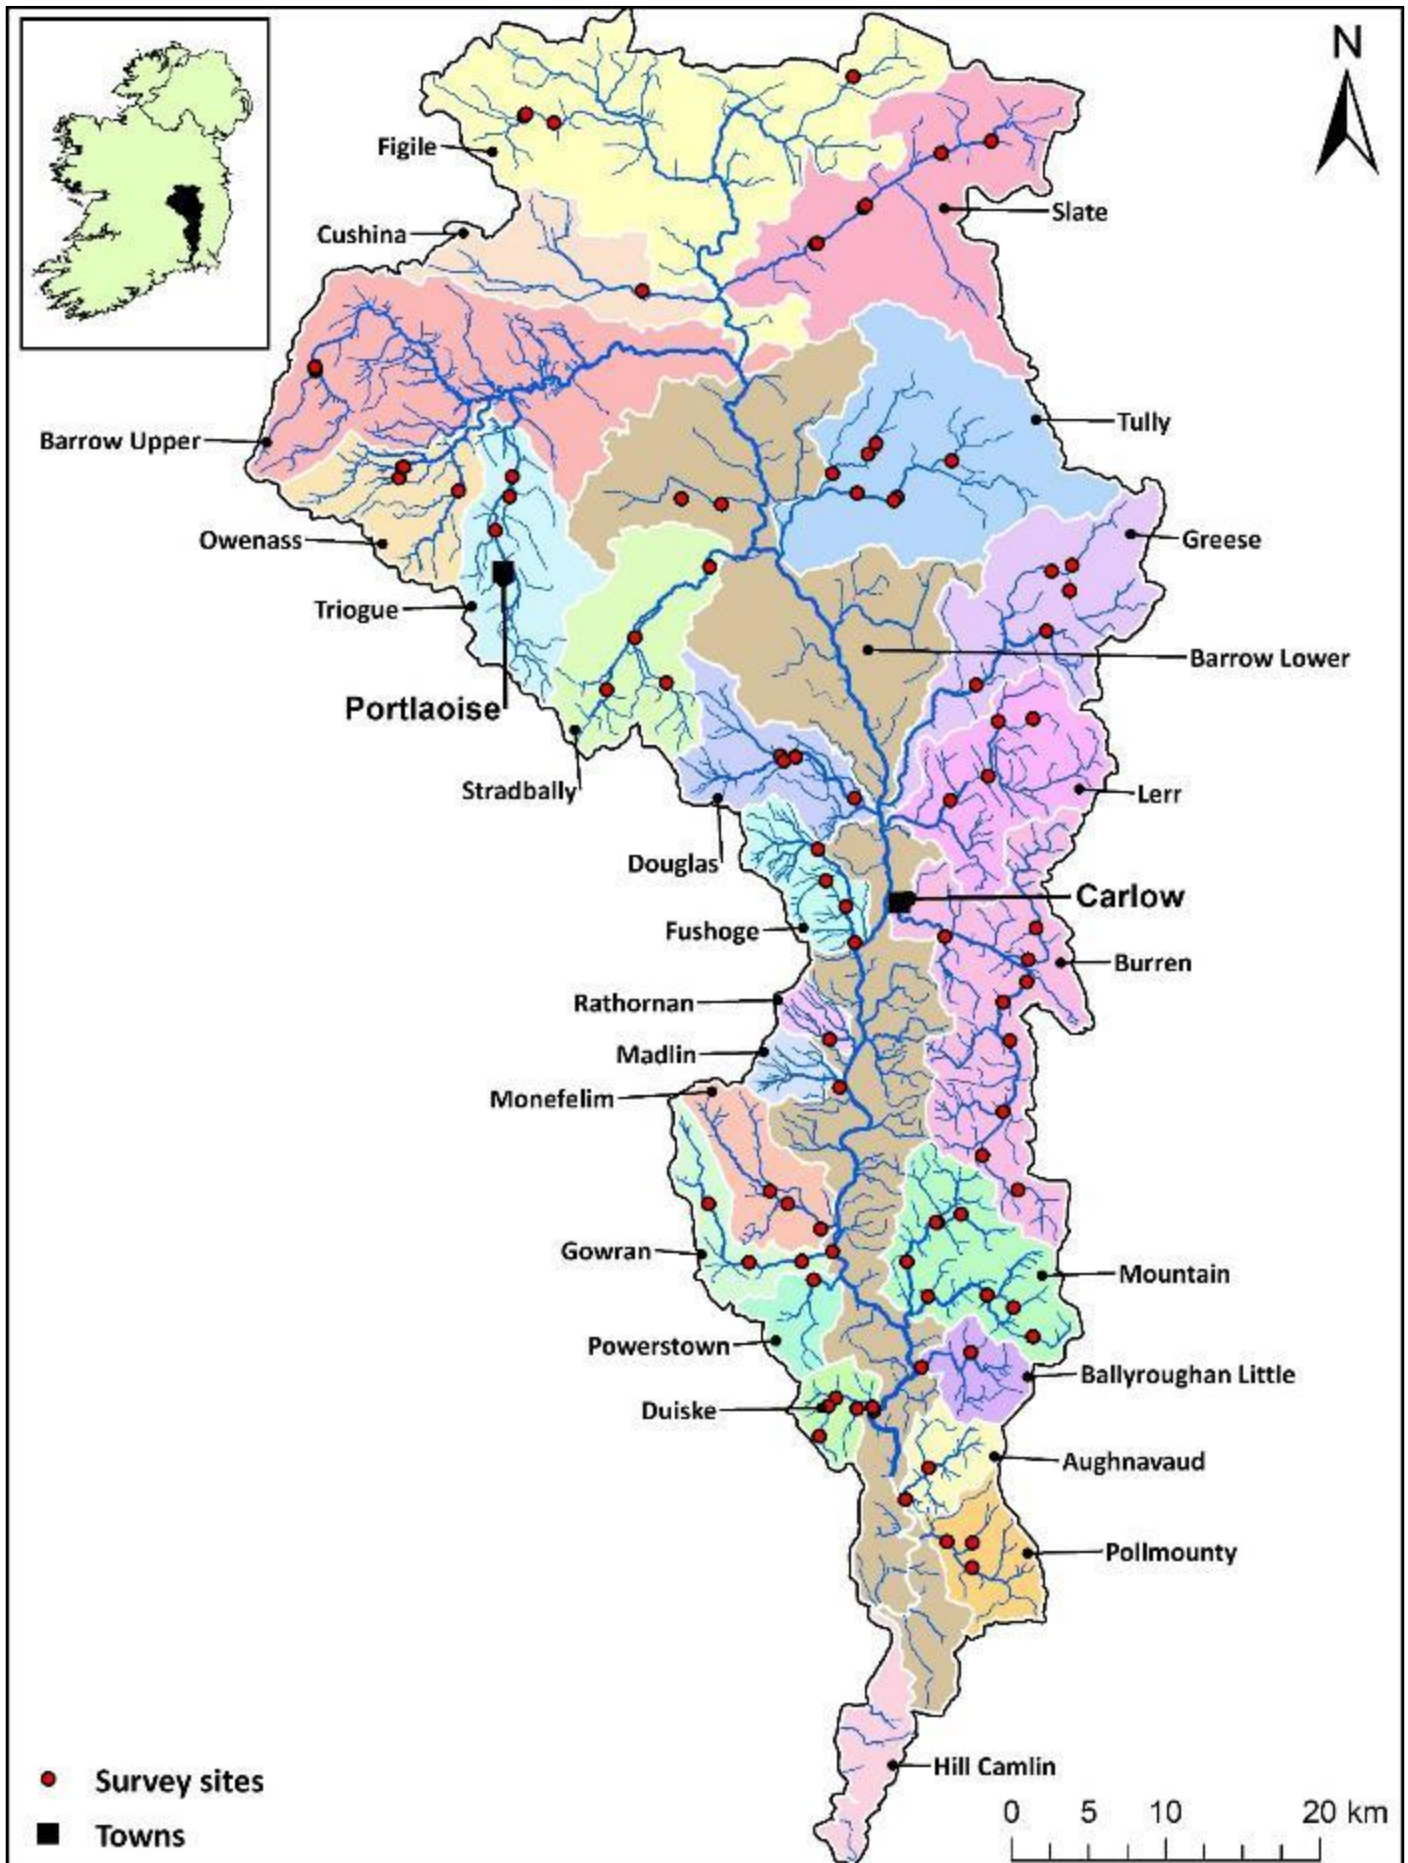 N
Figile
Slate
Cushina
Tully
Barrow Upper
Owenass
Greese
Triogue
Barrow Lower
Portlaoise
Stradbally
Lerr
Douglas
Carlow
Fushoge
Burren
Rathornan
Madlin
Monefelim
Gowran
Mountain
Powerstown
Ballyroughan Little
Duiske
Aughnavaud
Pollmounty
Hill Camlin
Survey sites
Towns
0 5 10 20 km